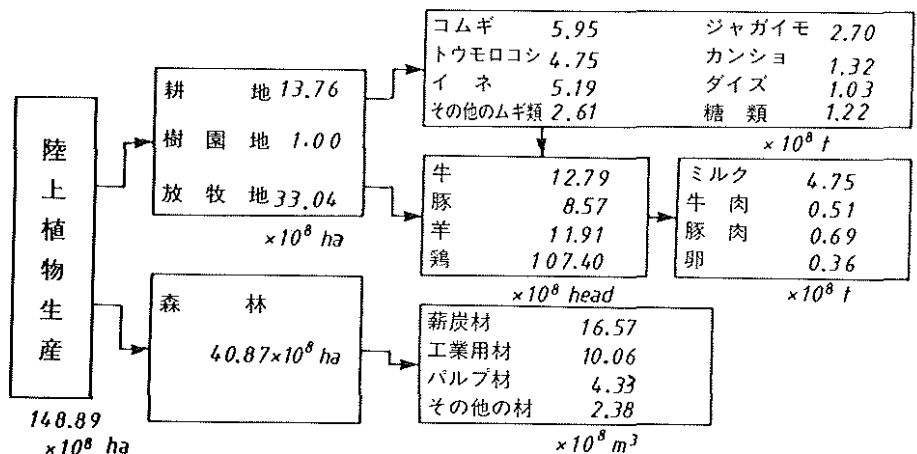 コムギ 5.95 ジャガイモ 2.70
トウモロコシ 4.75 カンショ 1.32
イネ 5.19 ダイズ 1.03
その他のムギ類 2.61 糖類 1.22
×10⁸ t
耕地 13.76
樹園地 1.00
放牧地 33.04
×10⁸ ha
陸上植物生産
148.89
×10⁸ ha
牛 12.79
豚 8.57
羊 11.91
鶏 107.40
×10⁸ head
ミルク 4.75
牛肉 0.51
豚肉 0.69
卵 0.36
×10⁸ t
森林
40.87×10⁸ ha
薪炭材 16.57
工業用材 10.06
パルプ材 4.33
その他の材 2.38
×10⁸ m³